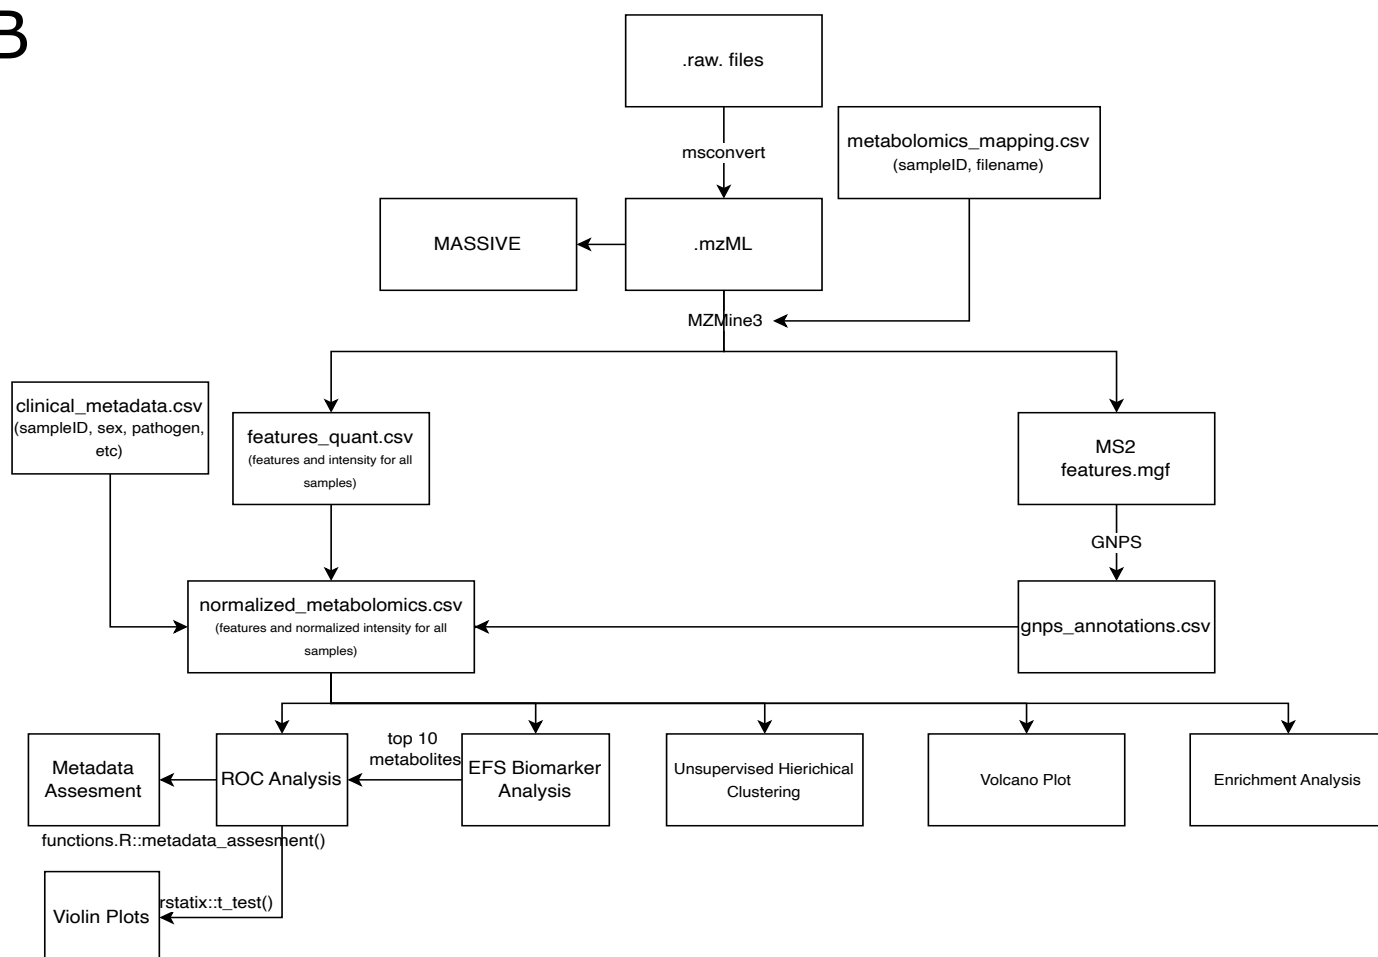 B
.raw. files
msconvert
metabolomics_mapping.csv
(sampleID, filename)
MASSIVE
.mzML
MZMine3
clinical_metadata.csv
(sampleID, sex, pathogen,
etc)
features_quant.csv
(features and intensity for all
samples)
MS2
features.mgf
GNPS
normalized_metabolomics.csv
(features and normalized intensity for all
samples)
gnps_annotations.csv
Metadata
Assesment
ROC Analysis
top 10
metabolites
EFS Biomarker
Analysis
Unsupervised Hierichical
Clustering
Volcano Plot
Enrichment Analysis
functions.R::metadata_assesment()
Violin Plots
rstatix::t_test()